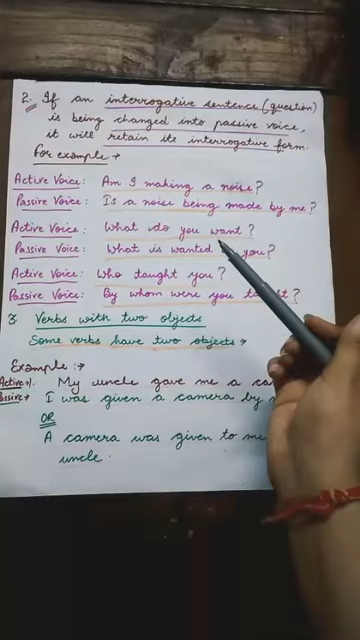 2. If an interrogative sentence (question)
is being changed into passive voice,
it will retain its interrogative form.
For example →
Active Voice: Am I making a noise?
Passive Voice: Is a noise being made by me?
Active Voice: What do you want?
Passive Voice: What is wanted you?
Active Voice: Who taught you?
Passive Voice: By whom were you taught?
3. Verbs with two objects
Some verbs have two objects →
Example :→
Active →1. My uncle gave me a
Passive → I was given a camera by
OR
A camera was given to me
uncle.